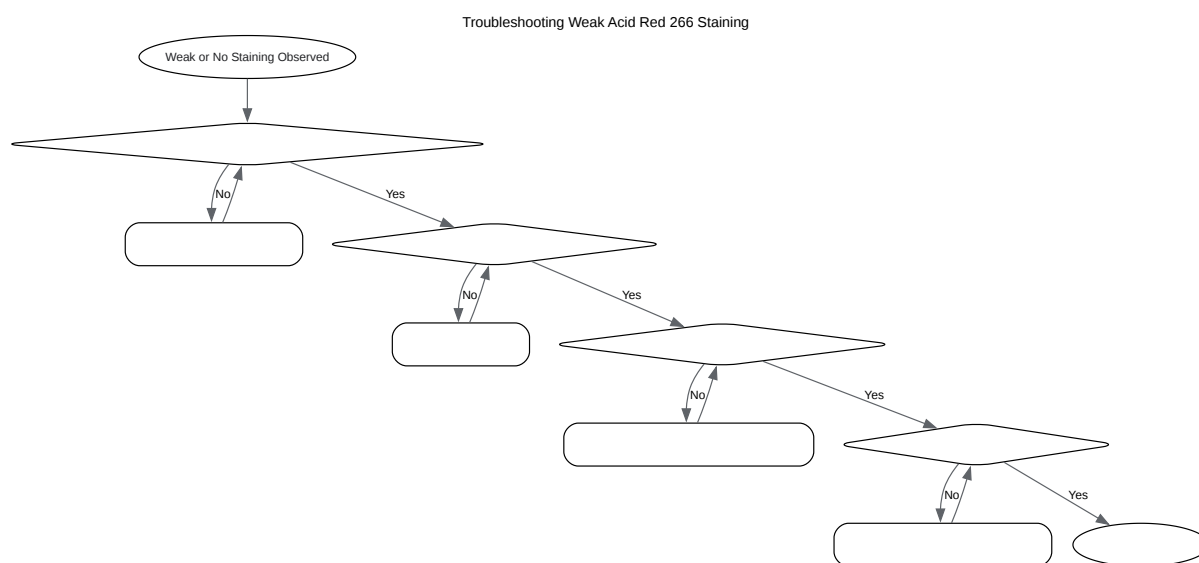 Troubleshooting Weak Acid Red 266 Staining
Weak or No Staining Observed
No
Yes
No
Yes
No
Yes
No
Yes